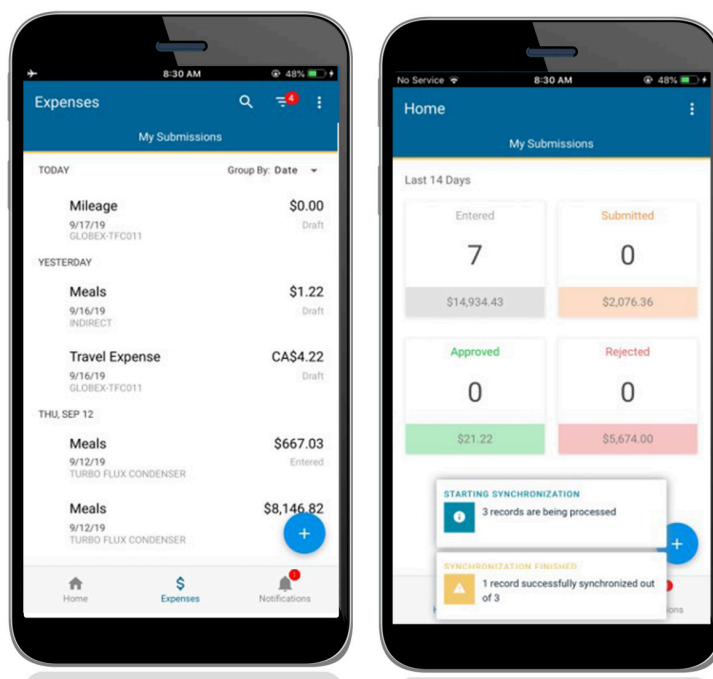 8:30 AM
48%
Expenses
4
My Submissions
TODAY
Group By: Date
Mileage
$0.00
9/17/19
Draft
GLOBEX-TFC011
YESTERDAY
Meals
$1.22
9/16/19
Draft
INDIRECT
Travel Expense
CA$4.22
9/16/19
Draft
GLOBEX-TFC011
THU, SEP 12
Meals
$667.03
9/12/19
Entered
TURBO FLUX CONDENSER
Meals
$8,146.82
9/12/19
TURBO FLUX CONDENSER
+
Home
$
Expenses
1
Notifications
No Service
8:30 AM
48%
Home
My Submissions
Last 14 Days
Entered
7
$14,934.43
Submitted
0
$2,076.36
Approved
0
$21.22
Rejected
0
$5,674.00
STARTING SYNCHRONIZATION
3 records are being processed
+
SYNCHRONIZATION FINISHED
1 record successfully synchronized out
of 3